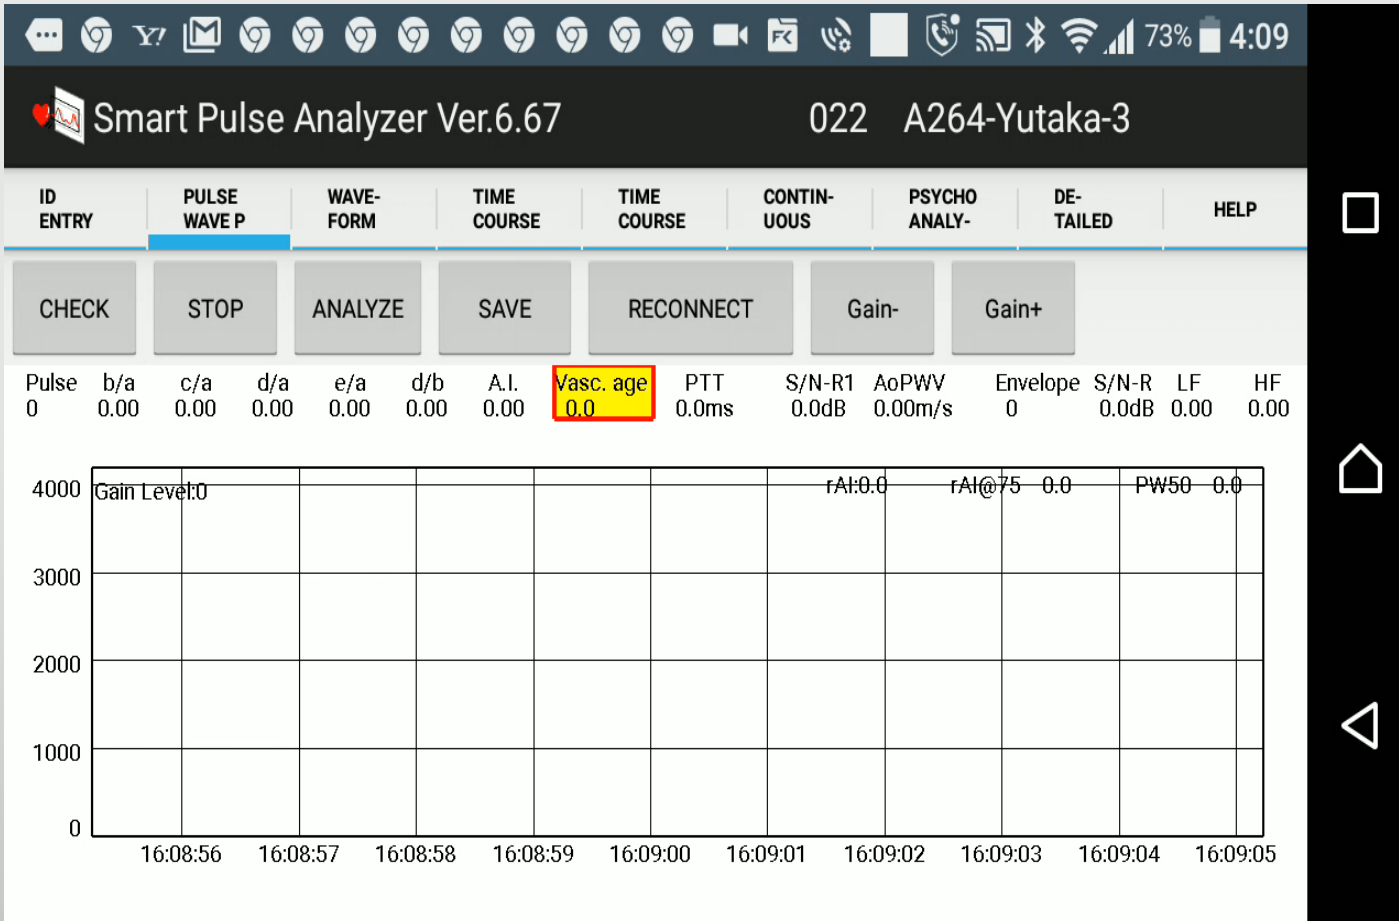 Y! 73% 4:09
Smart Pulse Analyzer Ver.6.67 022 A264-Yutaka-3
ID PULSE WAVE- TIME TIME CONTIN- PSYCHO DE- HELP
ENTRY WAVE P FORM COURSE COURSE UOUS ANALY- TAILED
CHECK STOP ANALYZE SAVE RECONNECT Gain- Gain+
Pulse b/a c/a d/a e/a d/b A.I. Vasc. age PTT S/N-R1 AoPWV Envelope S/N-R LF HF
0 0.00 0.00 0.00 0.00 0.00 0.00 0.0 0.0ms 0.0dB 0.00m/s 0 0.0dB 0.00 0.00
4000 Gain Level:0 rAI:0.0 rAI@75 0.0 PW50 0.0
3000
2000
1000
0
16:08:56 16:08:57 16:08:58 16:08:59 16:09:00 16:09:01 16:09:02 16:09:03 16:09:04 16:09:05